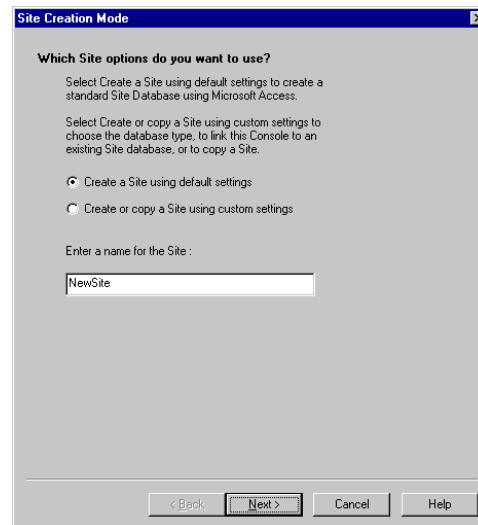 Site Creation Mode
Which Site options do you want to use?
Select Create a Site using default settings to create a
standard Site Database using Microsoft Access.
Select Create or copy a Site using custom settings to
choose the database type, to link this Console to an
existing Site database, or to copy a Site.
Create a Site using default settings
Create or copy a Site using custom settings
Enter a name for the Site :
NewSite
< Back
Next >
Cancel
Help